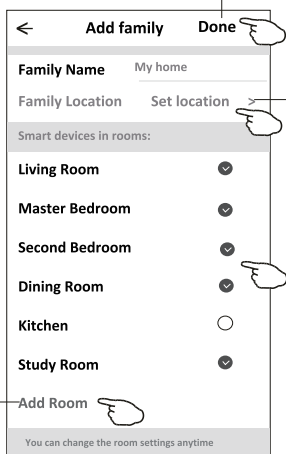 ← Add family Done
Family Name My home
Family Location Set location >
Smart devices in rooms:
Living Room
Master Bedroom
Second Bedroom
Dining Room
Kitchen
Study Room
Add Room
You can change the room settings anytime